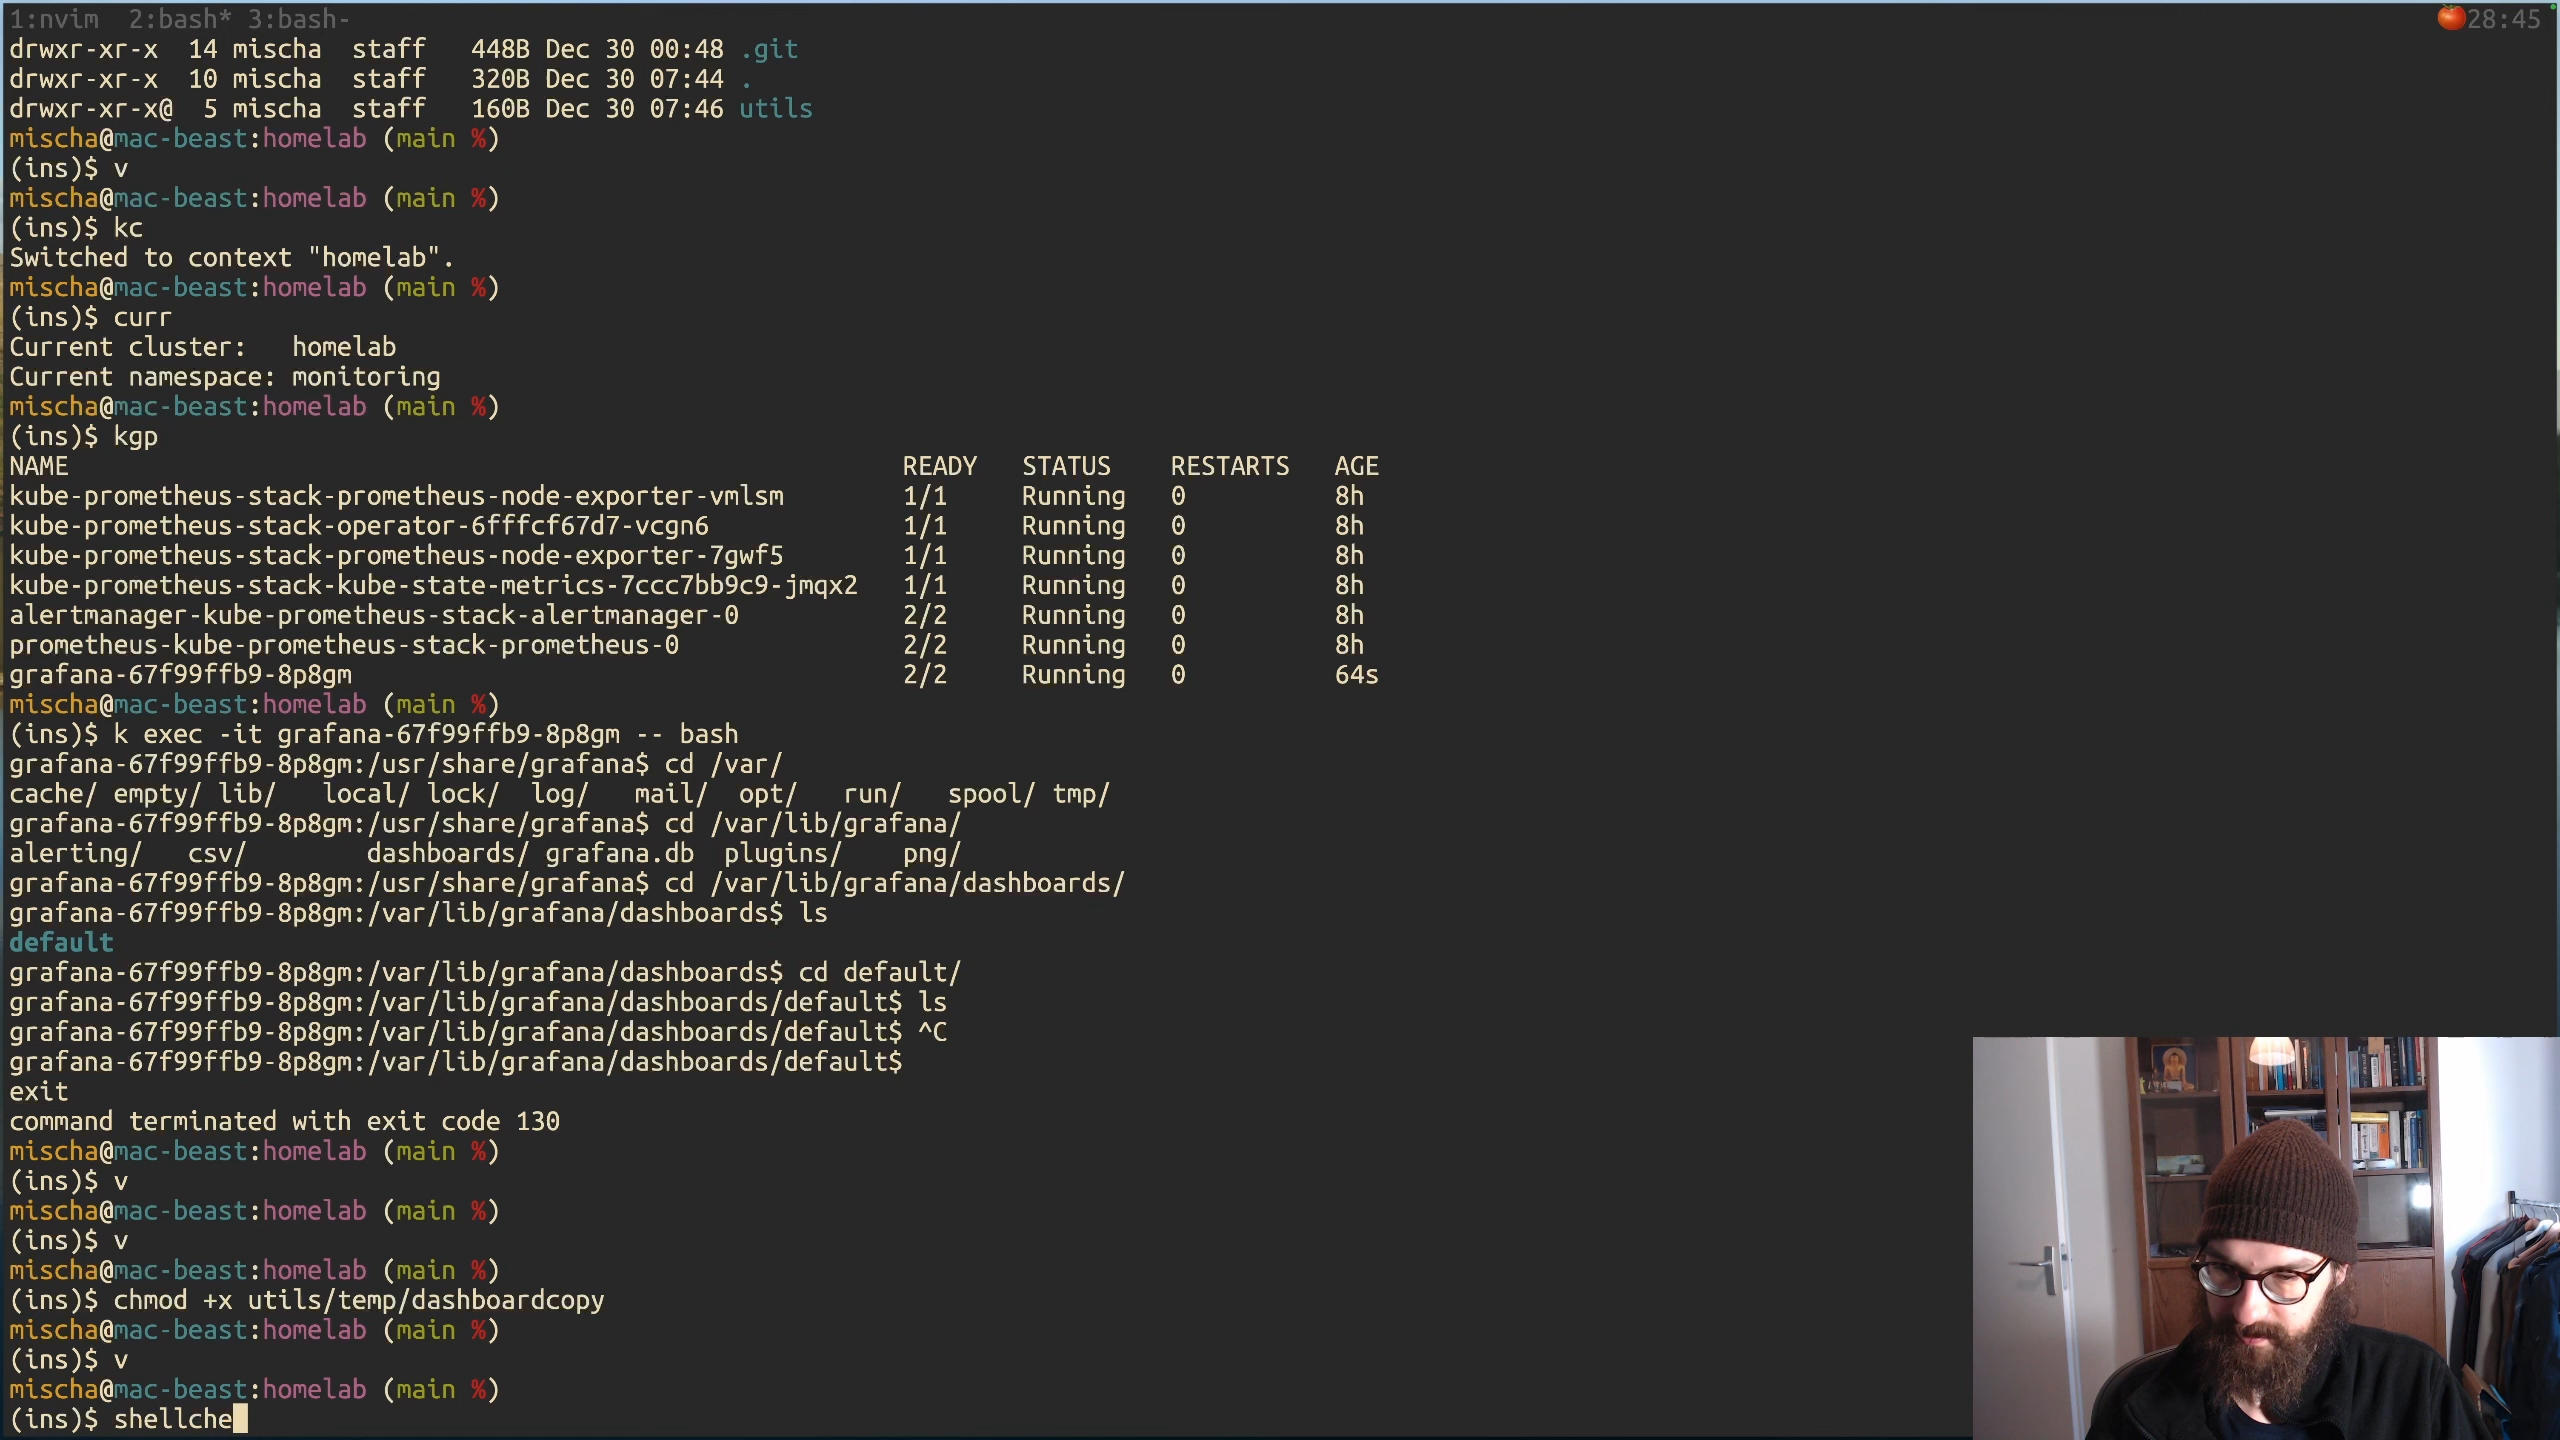 1:nvim  2:bash* 3:bash-
28:45
drwxr-xr-x  14 mischa  staff   448B Dec 30 00:48 .git
drwxr-xr-x  10 mischa  staff   320B Dec 30 07:44 .
drwxr-xr-x@  5 mischa  staff   160B Dec 30 07:46 utils
mischa@mac-beast:homelab (main %)
(ins)$ v
mischa@mac-beast:homelab (main %)
(ins)$ kc
Switched to context "homelab".
mischa@mac-beast:homelab (main %)
(ins)$ curr
Current cluster:   homelab
Current namespace: monitoring
mischa@mac-beast:homelab (main %)
(ins)$ kgp
NAME                                                        READY   STATUS    RESTARTS   AGE
kube-prometheus-stack-prometheus-node-exporter-vmlsm        1/1     Running   0          8h
kube-prometheus-stack-operator-6fffcf67d7-vcgn6             1/1     Running   0          8h
kube-prometheus-stack-prometheus-node-exporter-7gwf5        1/1     Running   0          8h
kube-prometheus-stack-kube-state-metrics-7ccc7bb9c9-jmqx2   1/1     Running   0          8h
alertmanager-kube-prometheus-stack-alertmanager-0           2/2     Running   0          8h
prometheus-kube-prometheus-stack-prometheus-0               2/2     Running   0          8h
grafana-67f99ffb9-8p8gm                                     2/2     Running   0          64s
mischa@mac-beast:homelab (main %)
(ins)$ k exec -it grafana-67f99ffb9-8p8gm -- bash
grafana-67f99ffb9-8p8gm:/usr/share/grafana$ cd /var/
cache/ empty/ lib/   local/ lock/  log/   mail/  opt/   run/   spool/ tmp/
grafana-67f99ffb9-8p8gm:/usr/share/grafana$ cd /var/lib/grafana/
alerting/   csv/        dashboards/ grafana.db  plugins/    png/
grafana-67f99ffb9-8p8gm:/usr/share/grafana$ cd /var/lib/grafana/dashboards/
grafana-67f99ffb9-8p8gm:/var/lib/grafana/dashboards$ ls
default
grafana-67f99ffb9-8p8gm:/var/lib/grafana/dashboards$ cd default/
grafana-67f99ffb9-8p8gm:/var/lib/grafana/dashboards/default$ ls
grafana-67f99ffb9-8p8gm:/var/lib/grafana/dashboards/default$ ^C
grafana-67f99ffb9-8p8gm:/var/lib/grafana/dashboards/default$
exit
command terminated with exit code 130
mischa@mac-beast:homelab (main %)
(ins)$ v
mischa@mac-beast:homelab (main %)
(ins)$ v
mischa@mac-beast:homelab (main %)
(ins)$ chmod +x utils/temp/dashboardcopy
mischa@mac-beast:homelab (main %)
(ins)$ v
mischa@mac-beast:homelab (main %)
(ins)$ shellche